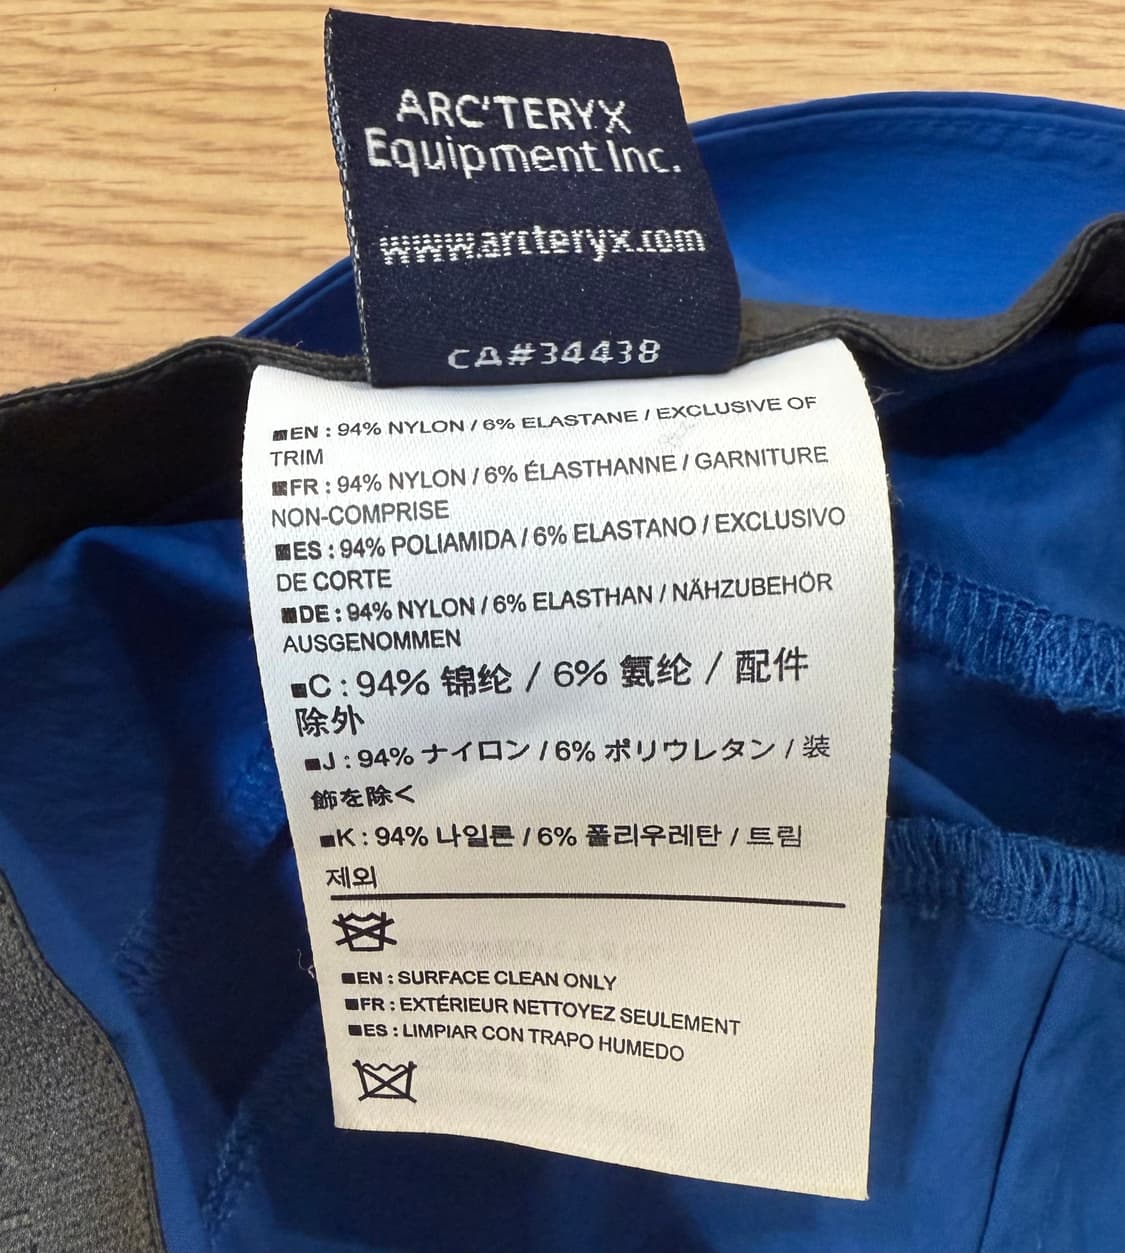 ARC'TERYX
Equipment Inc.
www.arcteryx.com
CA#34438
■EN : 94% NYLON / 6% ELASTANE / EXCLUSIVE OF
TRIM
■FR : 94% NYLON / 6% ÉLASTHANNE / GARNITURE
NON-COMPRISE
■ES : 94% POLIAMIDA / 6% ELASTANO / EXCLUSIVO
DE CORTE
■DE : 94% NYLON / 6% ELASTHAN / NÄHZUBEHÖR
AUSGENOMMEN
■C : 94% 锦纶 / 6% 氨纶 / 配件
除外
■J : 94% ナイロン / 6% ポリウレタン / 装
飾を除く
■K : 94% 나일론 / 6% 폴리우레탄 / 트림
제외
■EN : SURFACE CLEAN ONLY
■FR : EXTÉRIEUR NETTOYEZ SEULEMENT
■ES : LIMPIAR CON TRAPO HUMEDO